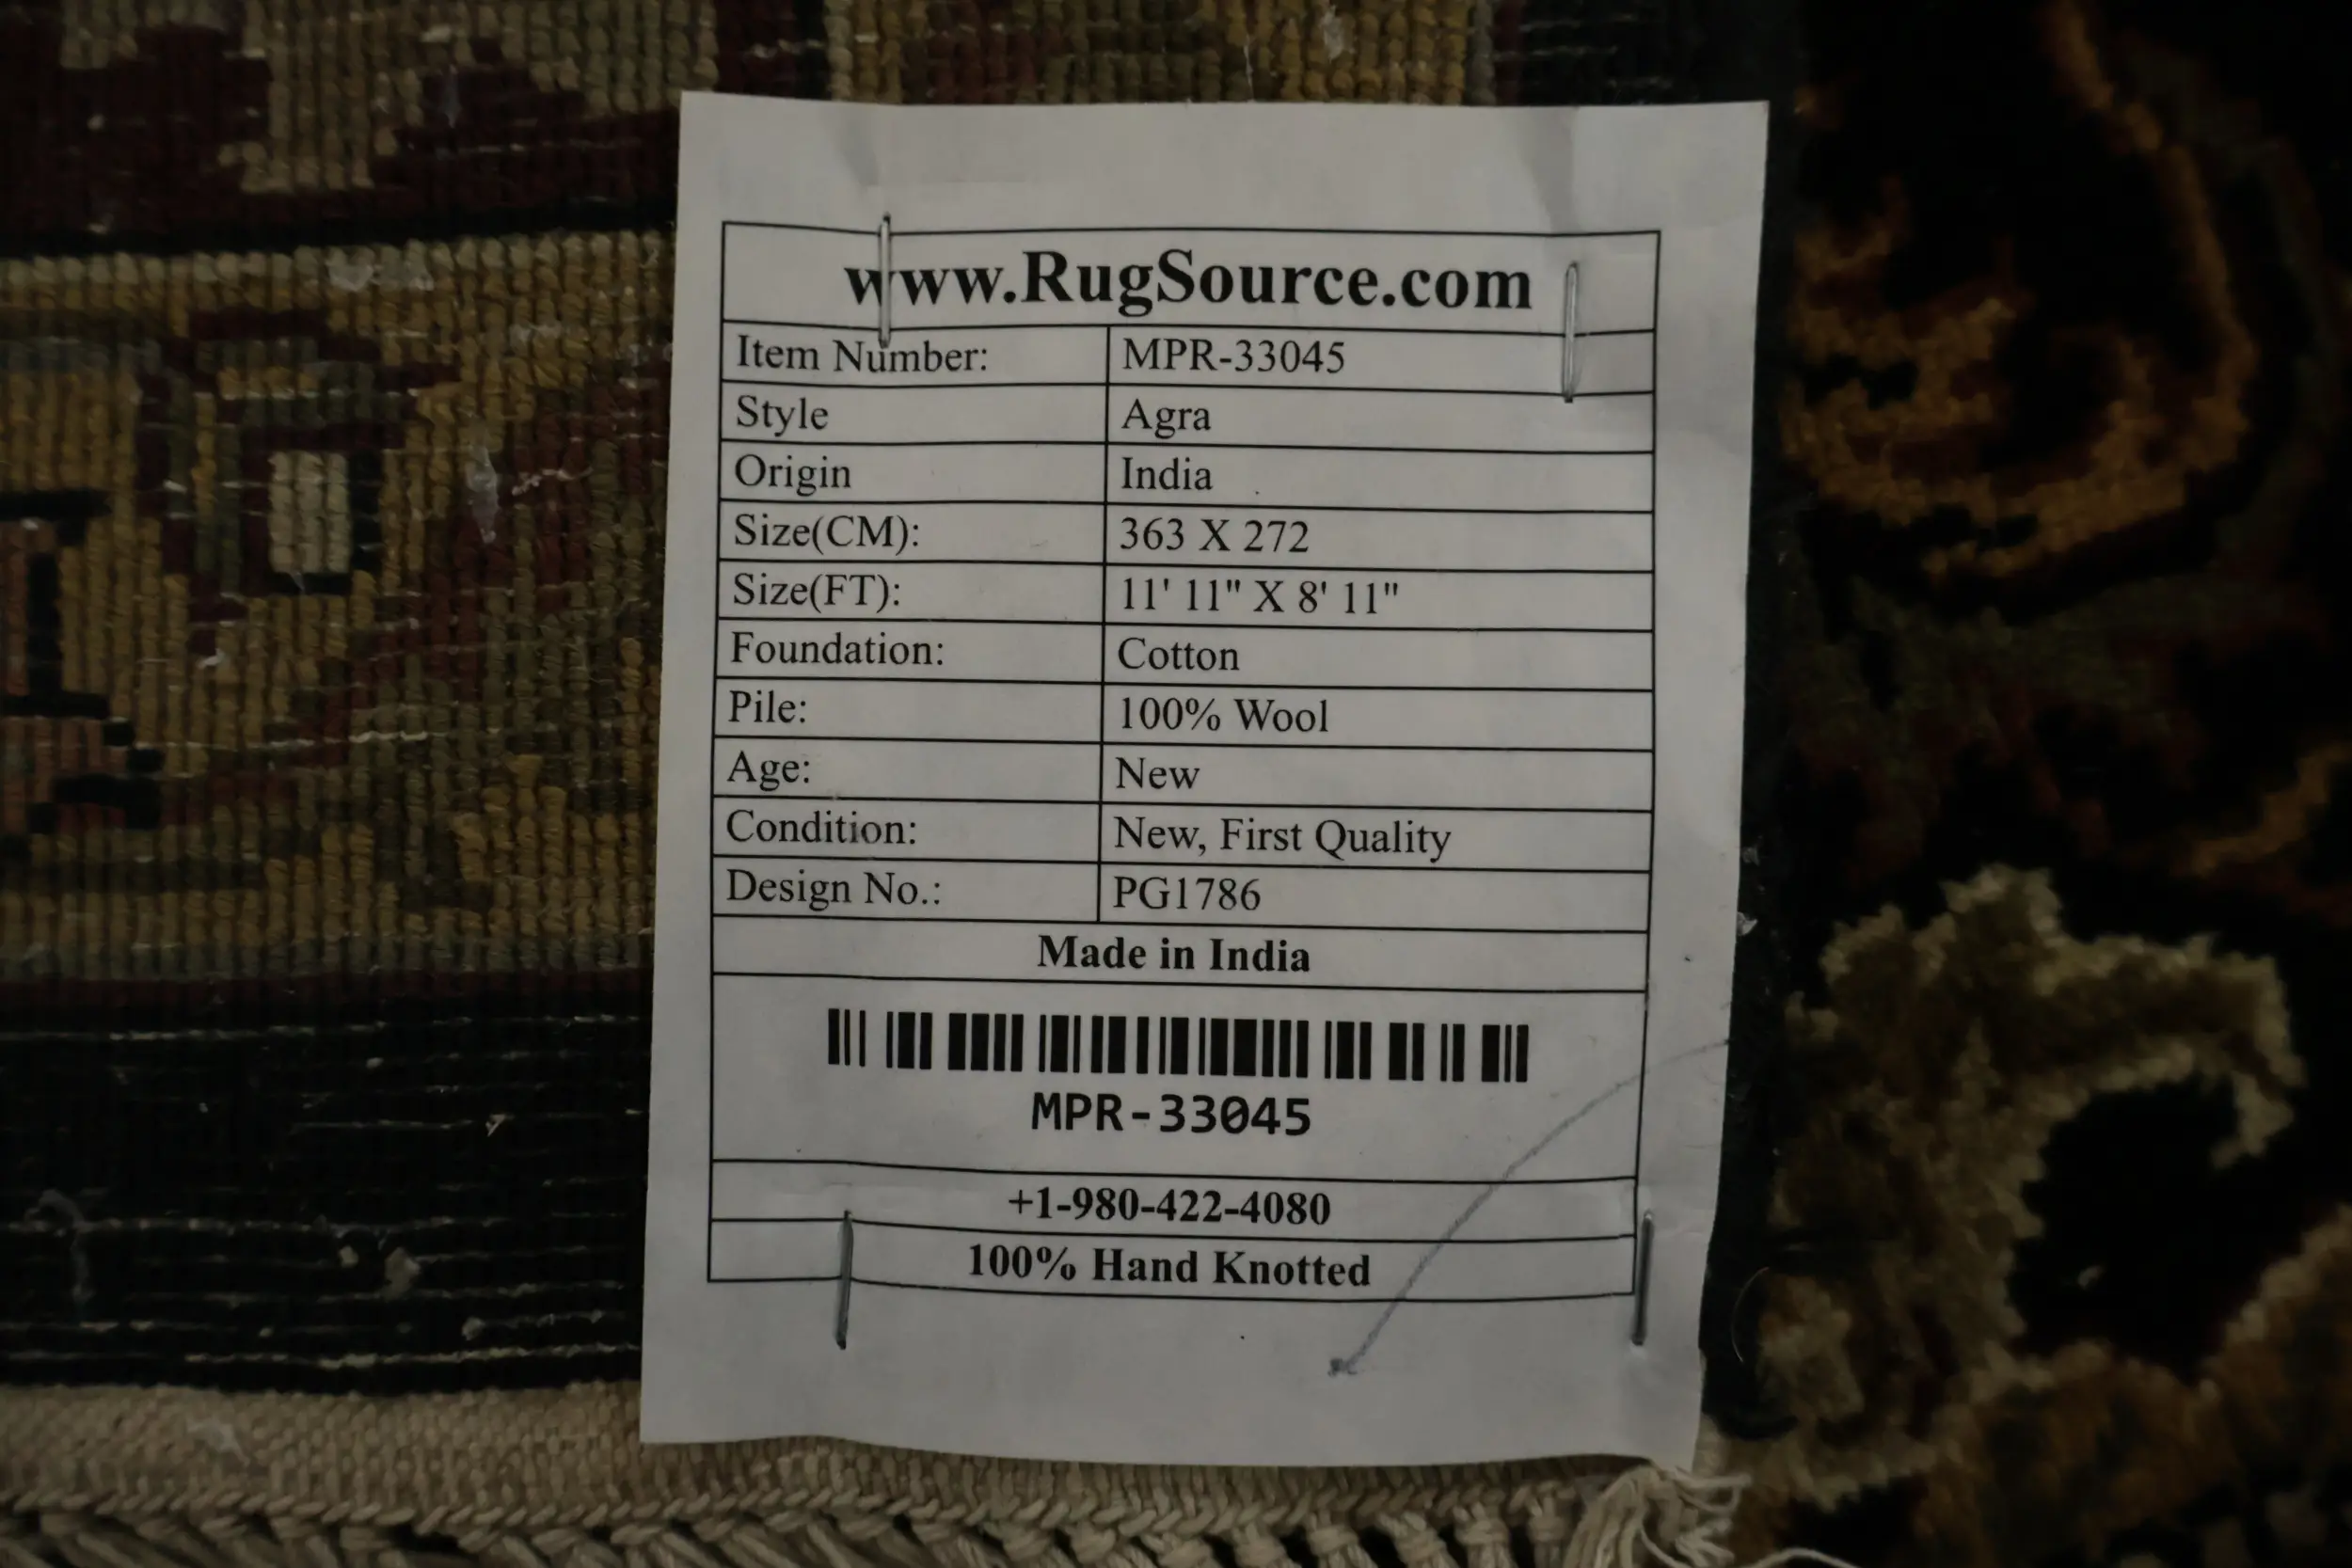 www.RugSource.com
Item Number: MPR-33045
Style Agra
Origin India
Size(CM): 363 X 272
Size(FT): 11' 11" X 8' 11"
Foundation: Cotton
Pile: 100% Wool
Age: New
Condition: New, First Quality
Design No.: PG1786
Made in India
MPR-33045
+1-980-422-4080
100% Hand Knotted